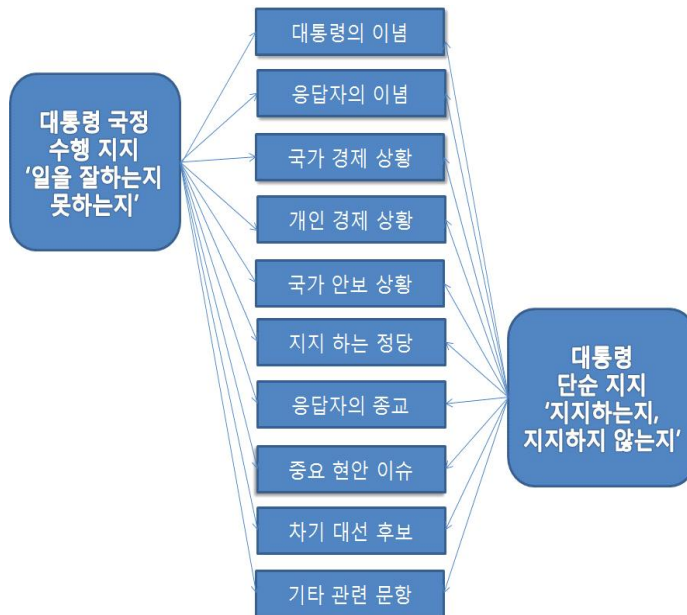 대통령 국정
수행 지지
‘일을 잘하는지
못하는지’
대통령의 이념
응답자의 이념
국가 경제 상황
개인 경제 상황
국가 안보 상황
지지 하는 정당
응답자의 종교
중요 현안 이슈
차기 대선 후보
기타 관련 문항
대통령
단순 지지
‘지지하는지,
지지하지 않는지’